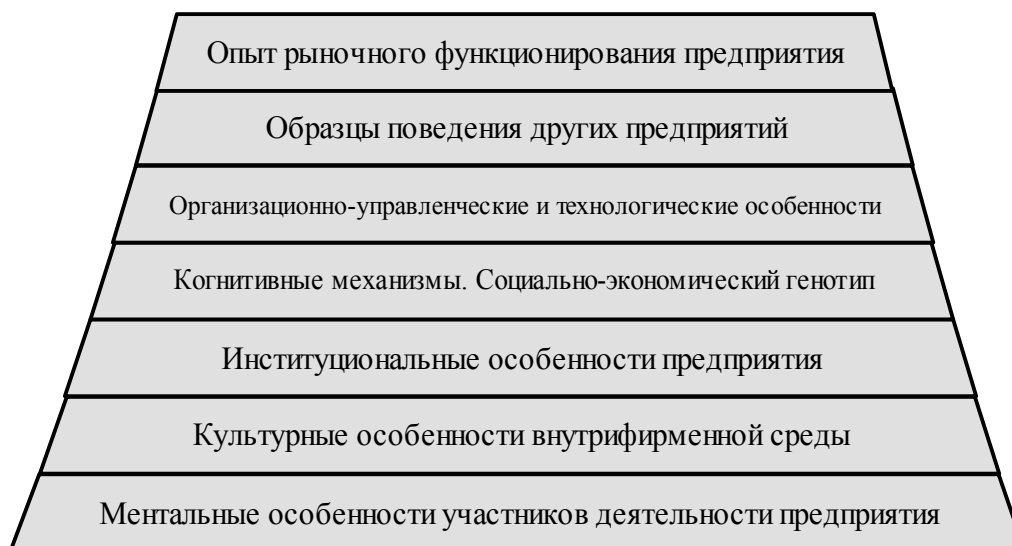 Опыт рыночного функционирования предприятия
Образцы поведения других предприятий
Организационно-управленческие и технологические особенности
Когнитивные механизмы. Социально-экономический генотип
Институциональные особенности предприятия
Культурные особенности внутрифирменной среды
Ментальные особенности участников деятельности предприятия